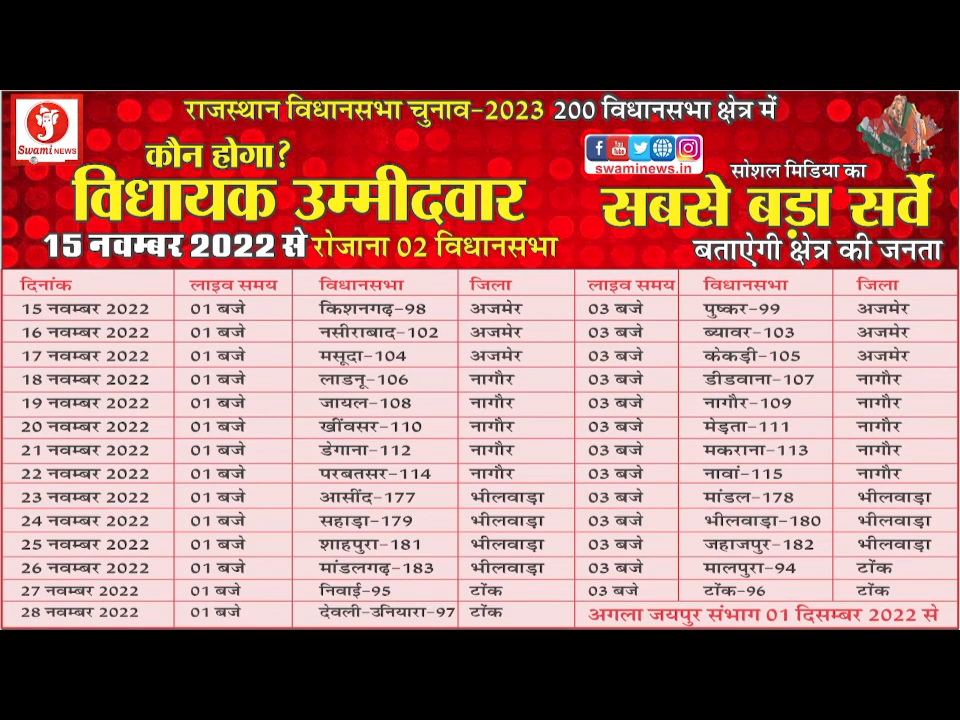 राजस्थान विधानसभा चुनाव-2023 200 विधानसभा क्षेत्र में
Swami NEWS
कौन होगा?
विधायक उम्मीदवार
15 नवम्बर 2022 से रोजाना 02 विधानसभा
You Tube
swaminews.in
सोशल मिडिया का
सबसे बड़ा सर्वे
बताऐगी क्षेत्र की जनता
दिनांक लाइव समय विधानसभा जिला लाइव समय विधानसभा जिला
15 नवम्बर 2022 01 बजे किशनगढ़-98 अजमेर 03 बजे पुष्कर-99 अजमेर
16 नवम्बर 2022 01 बजे नसीराबाद-102 अजमेर 03 बजे ब्यावर-103 अजमेर
17 नवम्बर 2022 01 बजे मसूदा-104 अजमेर 03 बजे केकड़ी-105 अजमेर
18 नवम्बर 2022 01 बजे लाडनू-106 नागौर 03 बजे डीडवाना-107 नागौर
19 नवम्बर 2022 01 बजे जायल-108 नागौर 03 बजे नागौर-109 नागौर
20 नवम्बर 2022 01 बजे खींवसर-110 नागौर 03 बजे मेड़ता-111 नागौर
21 नवम्बर 2022 01 बजे डेगाना-112 नागौर 03 बजे मकराना-113 नागौर
22 नवम्बर 2022 01 बजे परबतसर-114 नागौर 03 बजे नावां-115 नागौर
23 नवम्बर 2022 01 बजे आसींद-177 भीलवाड़ा 03 बजे मांडल-178 भीलवाड़ा
24 नवम्बर 2022 01 बजे सहाड़ा-179 भीलवाड़ा 03 बजे भीलवाड़ा-180 भीलवाड़ा
25 नवम्बर 2022 01 बजे शाहपुरा-181 भीलवाड़ा 03 बजे जहाजपुर-182 भीलवाड़ा
26 नवम्बर 2022 01 बजे मांडलगढ़-183 भीलवाड़ा 03 बजे मालपुरा-94 टोंक
27 नवम्बर 2022 01 बजे निवाई-95 टोंक 03 बजे टोंक-96 टोंक
28 नवम्बर 2022 01 बजे देवली-उनियारा-97 टोंक अगला जयपुर संभाग 01 दिसम्बर 2022 से